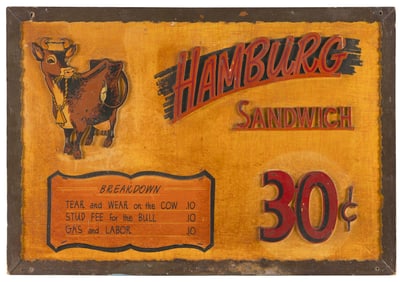 HAMBURG
SANDWICH
30¢
BREAKDOWN
TEAR and WEAR on the COW .10
STUD FEE for the BULL .10
GAS and LABOR .10